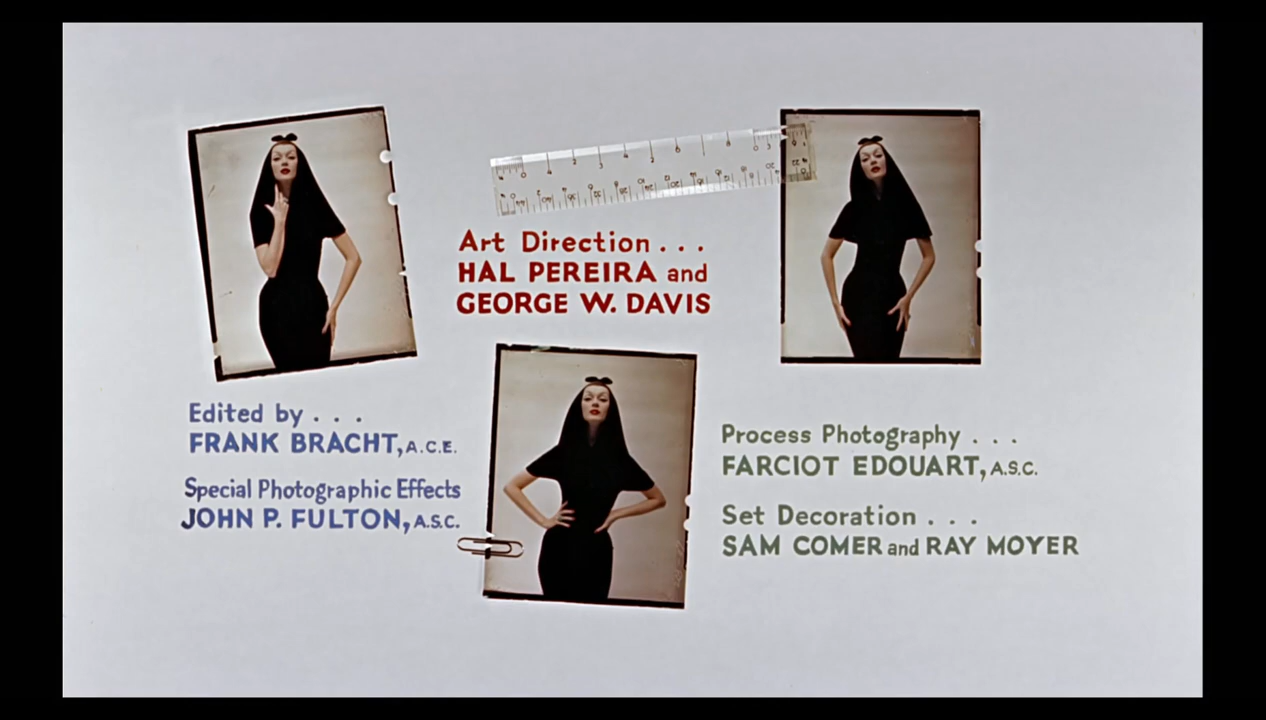 Art Direction . . .
HAL PEREIRA and
GEORGE W. DAVIS
Edited by . . .
FRANK BRACHT, A.C.E.
Special Photographic Effects
JOHN P. FULTON, A.S.C.
Process Photography . . .
FARCIOT EDOUART, A.S.C.
Set Decoration . . .
SAM COMER and RAY MOYER